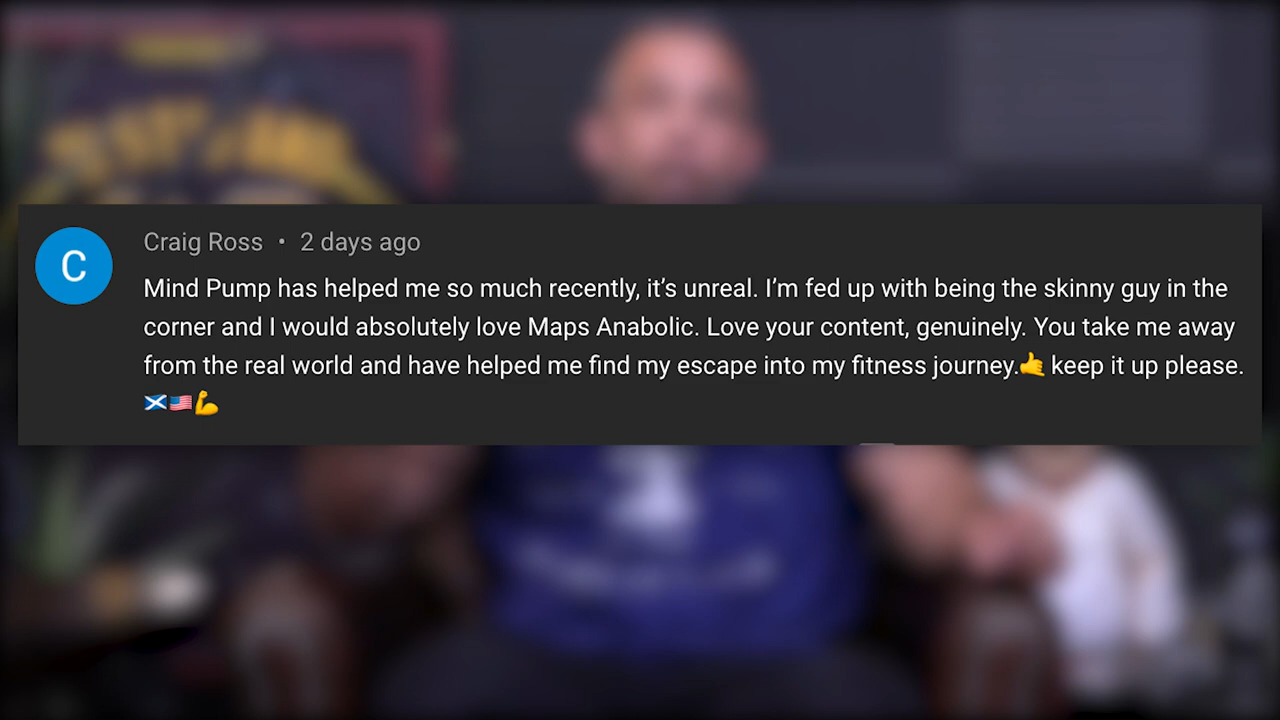 C
Craig Ross • 2 days ago
Mind Pump has helped me so much recently, it’s unreal. I’m fed up with being the skinny guy in the
corner and I would absolutely love Maps Anabolic. Love your content, genuinely. You take me away
from the real world and have helped me find my escape into my fitness journey.🤙 keep it up please.
🏴󠁧󠁢󠁳󠁣󠁴󠁿🇺🇸💪